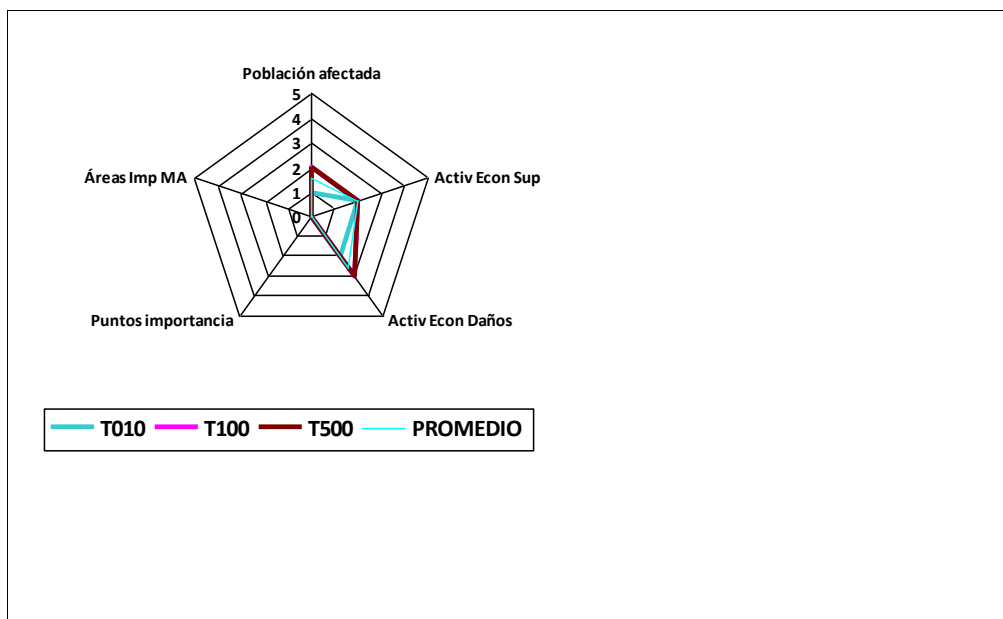 Población afectada
5
4
3
2
1
0
Áreas Imp MA
Activ Econ Sup
Puntos importancia
Activ Econ Daños
T010 T100 T500 PROMEDIO